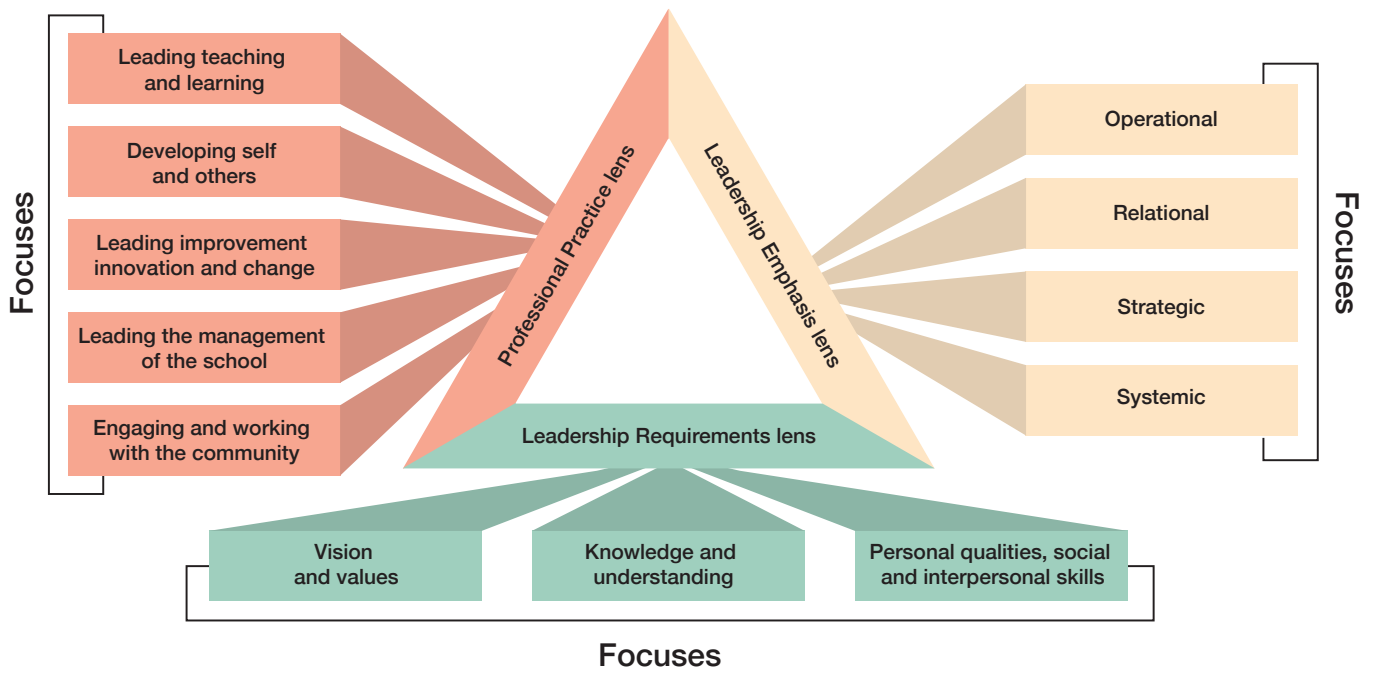 Focuses
Leading teaching
and learning
Developing self
and others
Leading improvement
innovation and change
Leading the management
of the school
Engaging and working
with the community
Professional Practice lens
Leadership Emphasis lens
Leadership Requirements lens
Operational
Relational
Strategic
Systemic
Focuses
Vision
and values
Knowledge and
understanding
Personal qualities, social
and interpersonal skills
Focuses